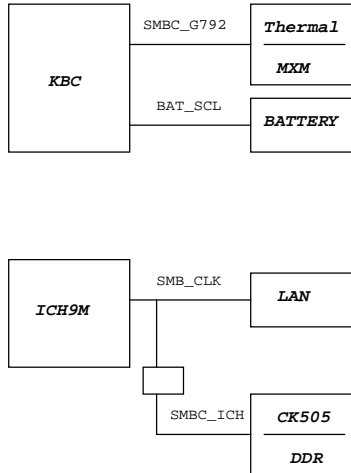 SMBC_G792
Thermal
MXM
KBC
BAT_SCL
BATTERY
SMB_CLK
LAN
ICH9M
SMBC_ICH
CK505
DDR